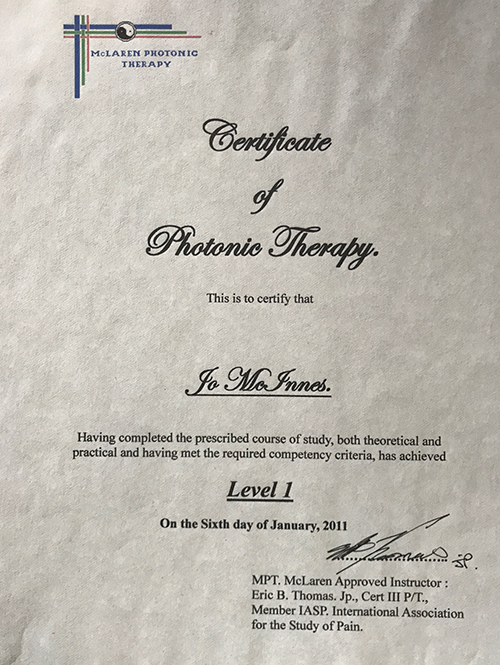 McLAREN PHOTONIC
THERAPY
Certificate
of
Photonic Therapy.
This is to certify that
Jo McInnes.
Having completed the prescribed course of study, both theoretical and
practical and having met the required competency criteria, has achieved
Level 1
On the Sixth day of January, 2011
MPT. McLaren Approved Instructor :
Eric B. Thomas. Jp., Cert III P/T.,
Member IASP. International Association
for the Study of Pain.